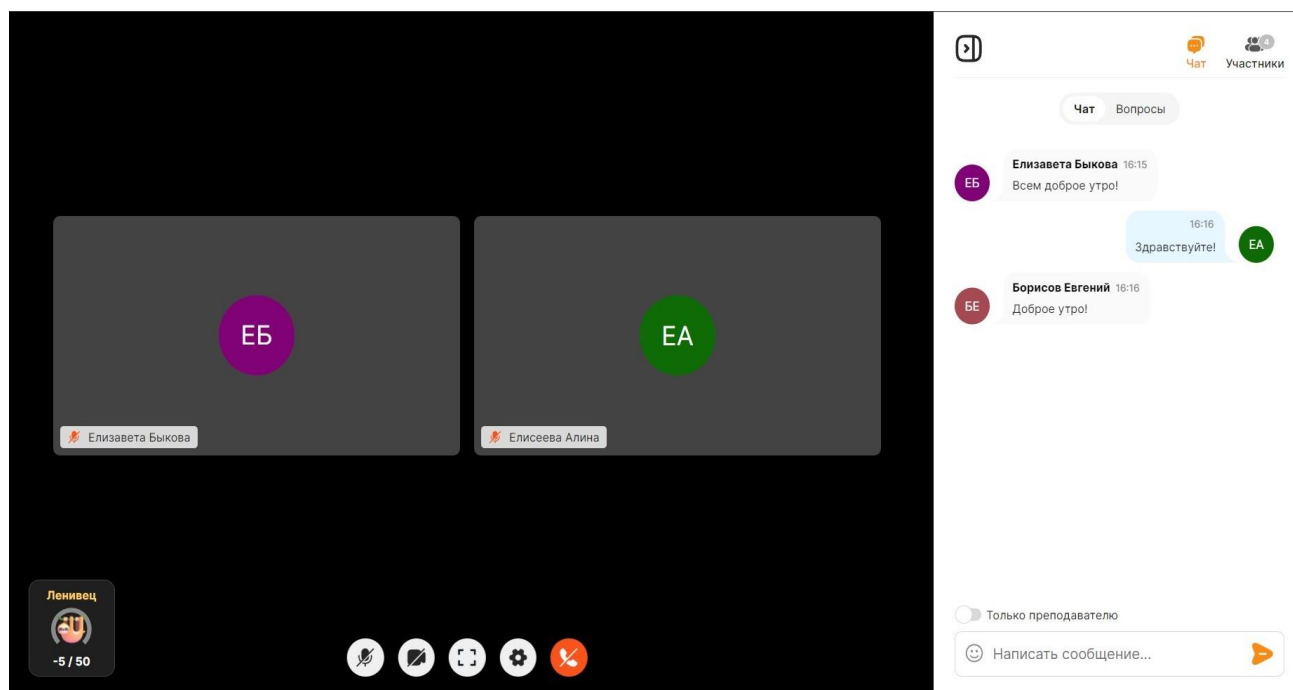 ЕБ
Елизавета Быкова
ЕА
Елисеева Алина
Ленивец
-5 / 50
Чат
4
Участники
Чат Вопросы
Елизавета Быкова 16:15
ЕБ
Всем доброе утро!
16:16
Здравствуйте!
ЕА
Борисов Евгений 16:16
БЕ
Доброе утро!
Только преподавателю
Написать сообщение...